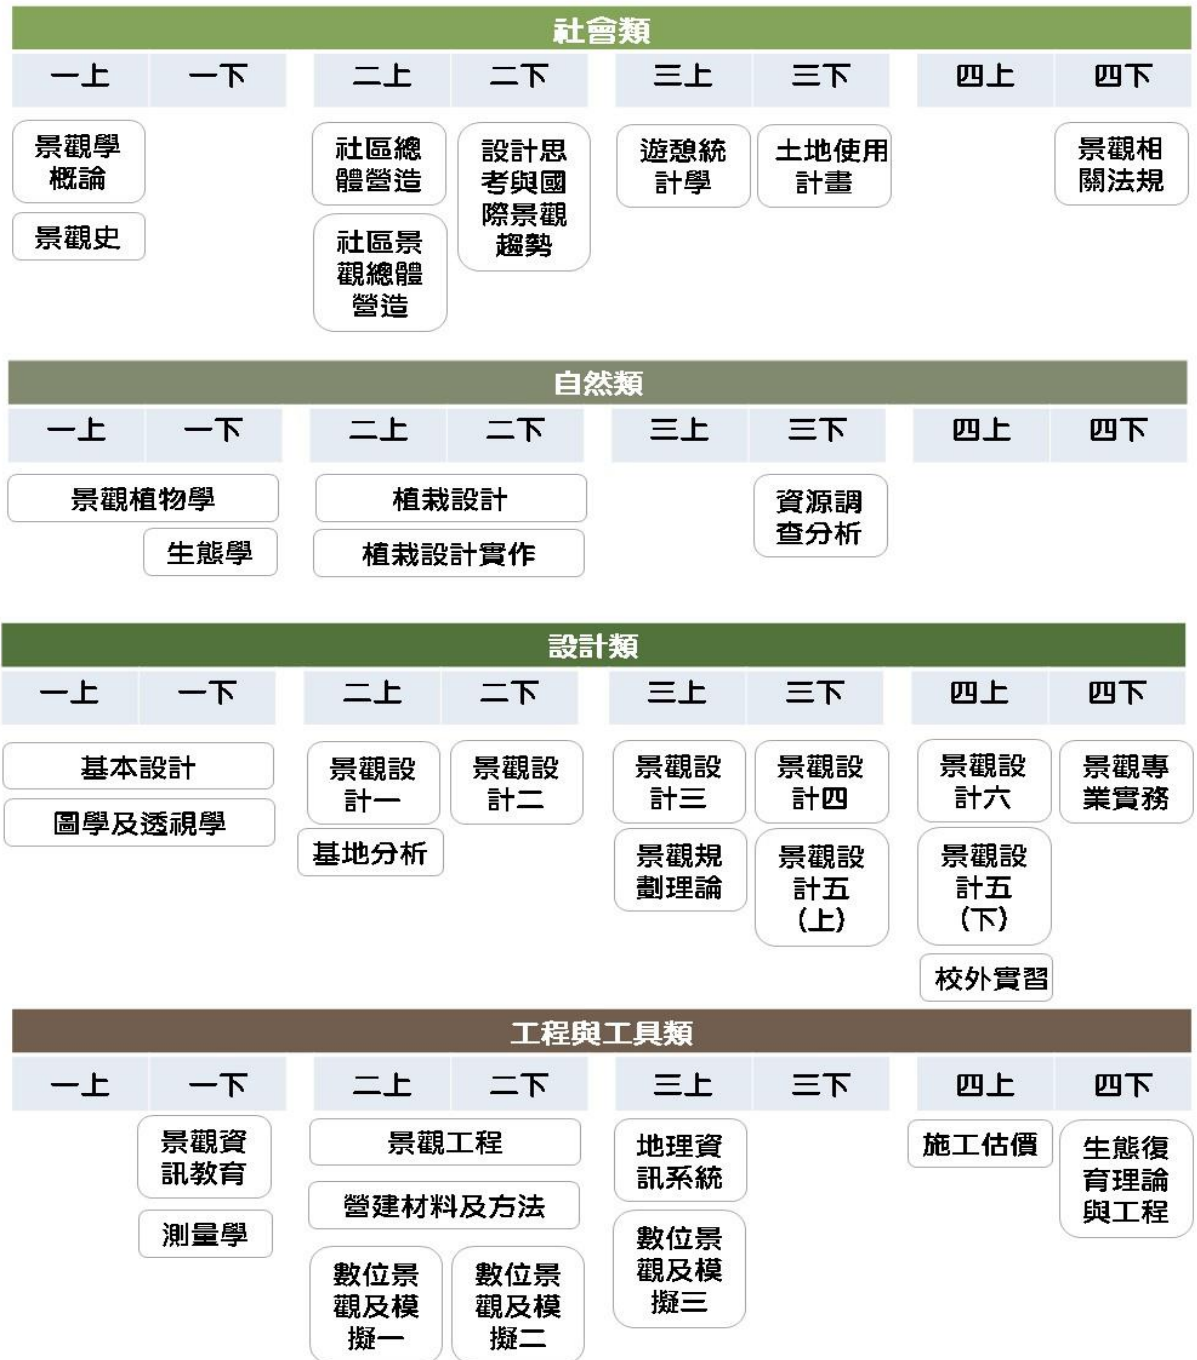 社會類
一上 一下 二上 二下 三上 三下 四上 四下
景觀學
概論
景觀史
社區總
體營造
社區景
觀總體
營造
設計思
考與國
際景觀
趨勢
遊憩統
計學
土地使用
計畫
景觀相
關法規
自然類
一上 一下 二上 二下 三上 三下 四上 四下
景觀植物學
生態學
植栽設計
植栽設計實作
資源調
查分析
設計類
一上 一下 二上 二下 三上 三下 四上 四下
基本設計
圖學及透視學
景觀設
計一
基地分析
景觀設
計二
景觀設
計三
景觀規
劃理論
景觀設
計四
景觀設
計五
(上)
景觀設
計六
景觀設
計五
(下)
校外實習
景觀專
業實務
工程與工具類
一上 一下 二上 二下 三上 三下 四上 四下
景觀資
訊教育
測量學
景觀工程
營建材料及方法
數位景
觀及模
擬一
數位景
觀及模
擬二
地理資
訊系統
數位景
觀及模
擬三
施工估價
生態復
育理論
與工程